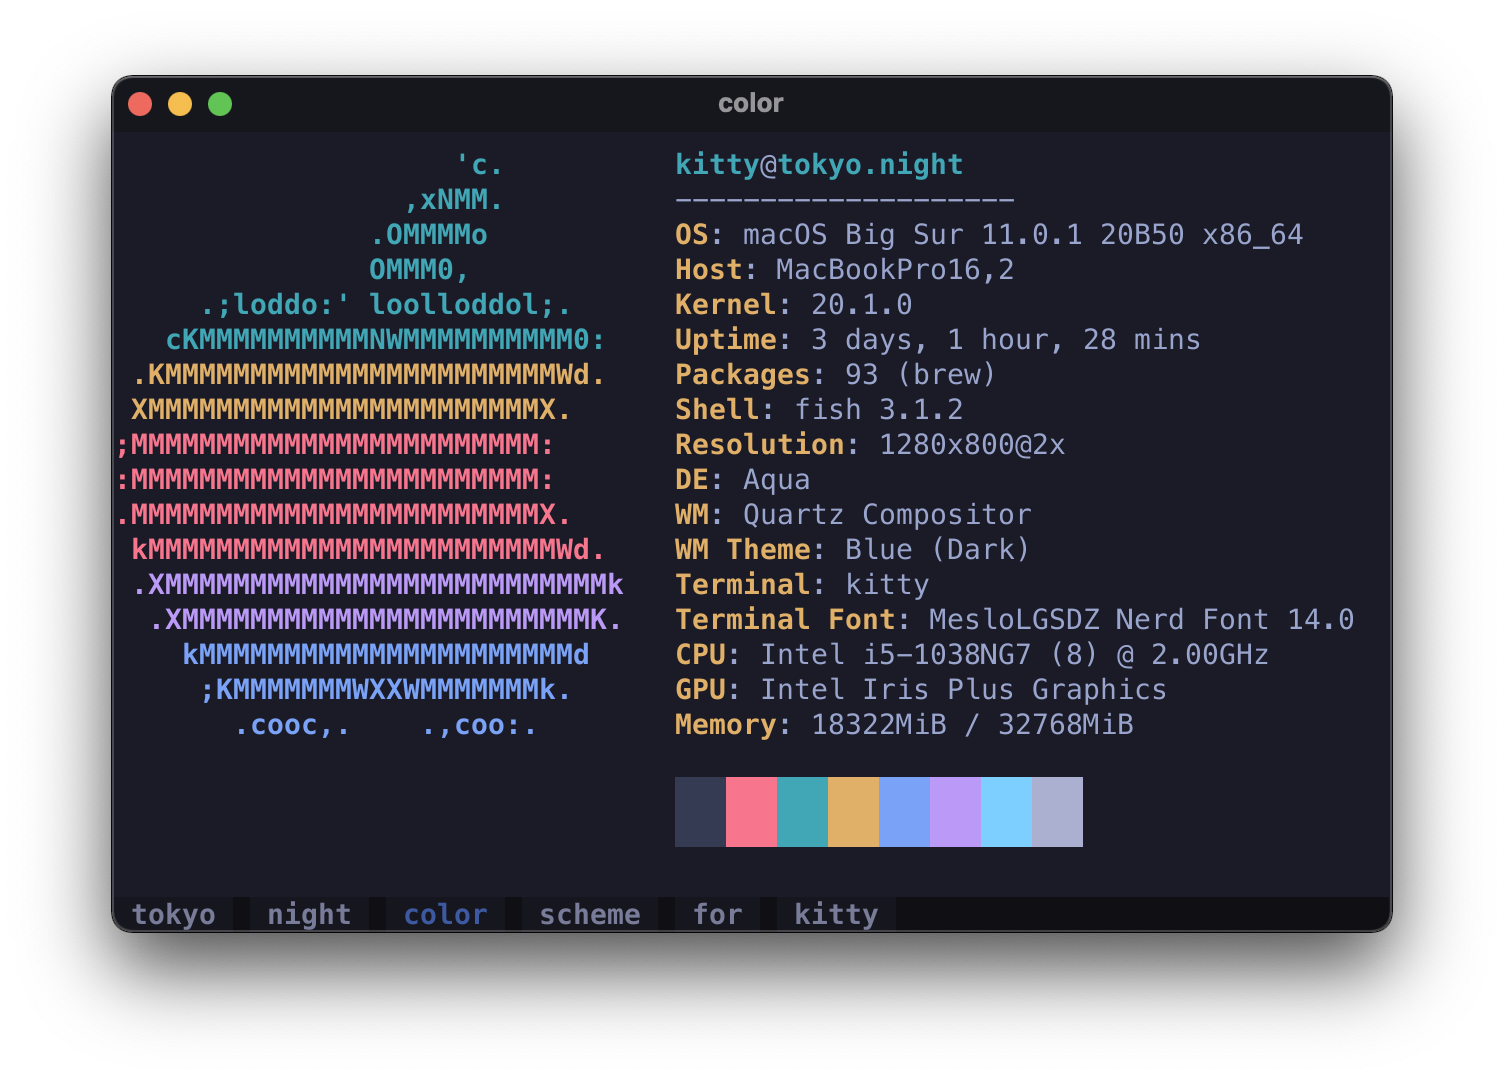 color
'c.
,xNMM.
.OMMMMo
OMMM0,
.;loddo:' loolloddol;.
cKMMMMMMMMMMNWMMMMMMMMMM0:
.KMMMMMMMMMMMMMMMMMMMMMMMWd.
XMMMMMMMMMMMMMMMMMMMMMMMX.
;MMMMMMMMMMMMMMMMMMMMMMMM:
:MMMMMMMMMMMMMMMMMMMMMMMM:
.MMMMMMMMMMMMMMMMMMMMMMMMX.
kMMMMMMMMMMMMMMMMMMMMMMMMWd.
.XMMMMMMMMMMMMMMMMMMMMMMMMMMk
.XMMMMMMMMMMMMMMMMMMMMMMMMK.
kMMMMMMMMMMMMMMMMMMMMMMd
;KMMMMMMMWXXWMMMMMMMk.
.cooc,.    .,coo:.
kitty@tokyo.night
--------------------
OS: macOS Big Sur 11.0.1 20B50 x86_64
Host: MacBookPro16,2
Kernel: 20.1.0
Uptime: 3 days, 1 hour, 28 mins
Packages: 93 (brew)
Shell: fish 3.1.2
Resolution: 1280x800@2x
DE: Aqua
WM: Quartz Compositor
WM Theme: Blue (Dark)
Terminal: kitty
Terminal Font: MesloLGSDZ Nerd Font 14.0
CPU: Intel i5-1038NG7 (8) @ 2.00GHz
GPU: Intel Iris Plus Graphics
Memory: 18322MiB / 32768MiB
tokyo night color scheme for kitty